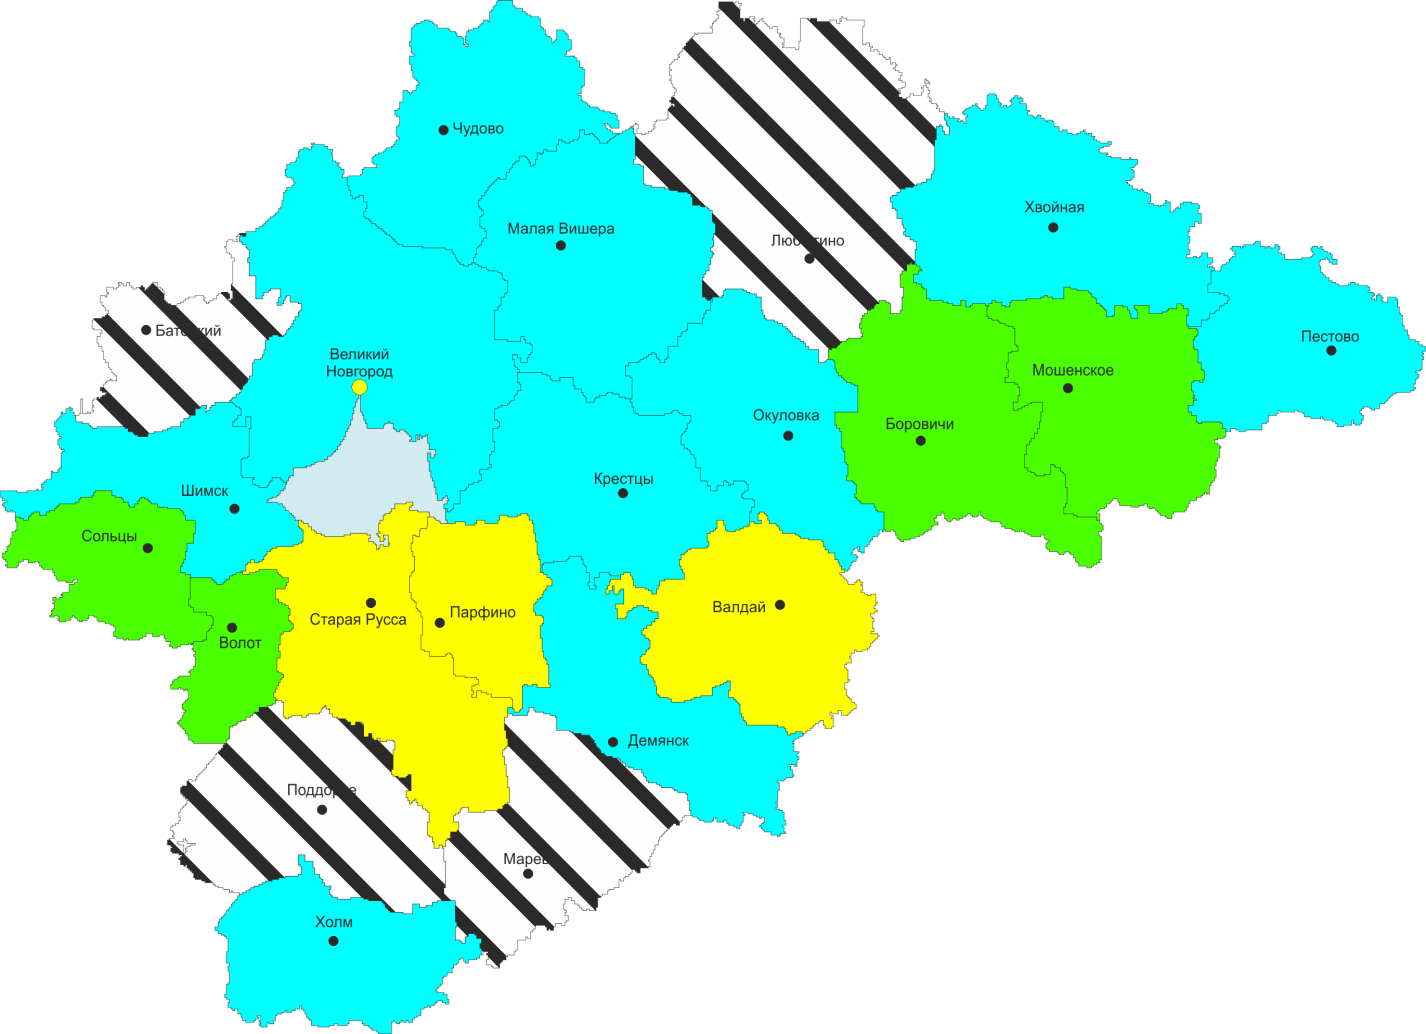 Чудово
Хвойная
Малая Вишера
Пестово
Великий
Новгород
Мошенское
Окуловка
Боровичи
Крестцы
Шимск
Сольцы
Валдай
Парфино
Старая Русса
Волот
Демянск
Холм